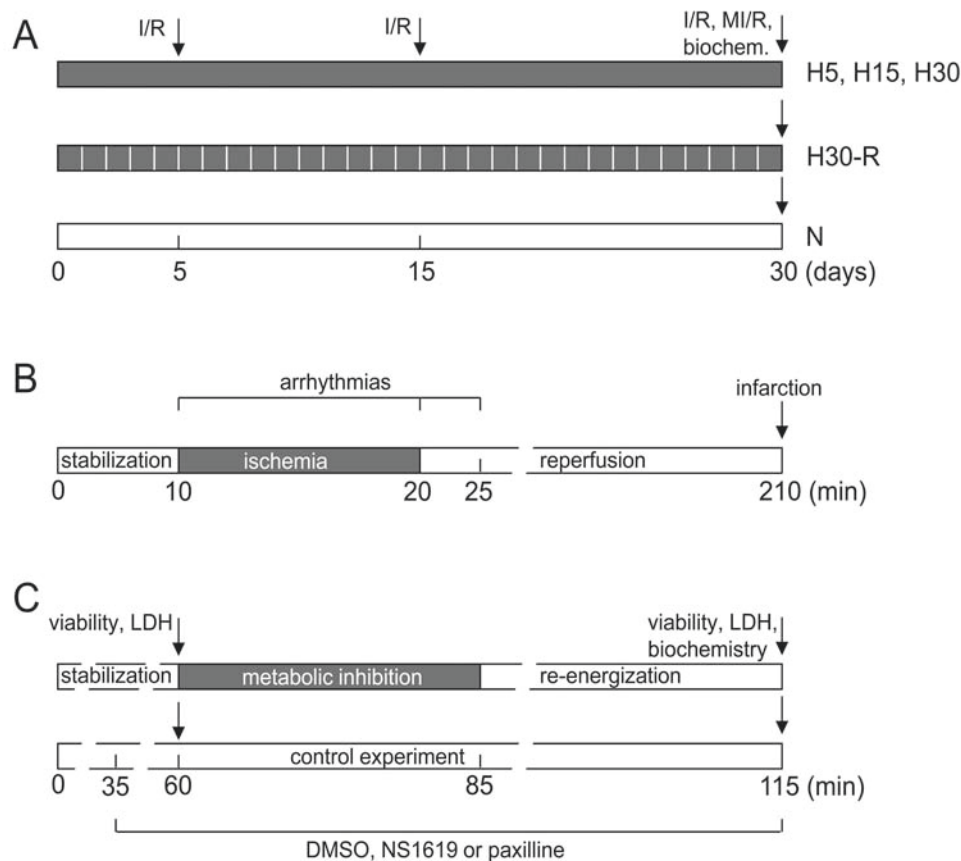 A
I/R
I/R
I/R, MI/R,
biochem.
H5, H15, H30
H30-R
N
0 5 15 30 (days)
B
arrhythmias
infarction
stabilization ischemia reperfusion
0 10 20 25 210 (min)
C
viability, LDH
viability, LDH,
biochemistry
stabilization metabolic inhibition re-energization
control experiment
0 35 60 85 115 (min)
DMSO, NS1619 or paxilline